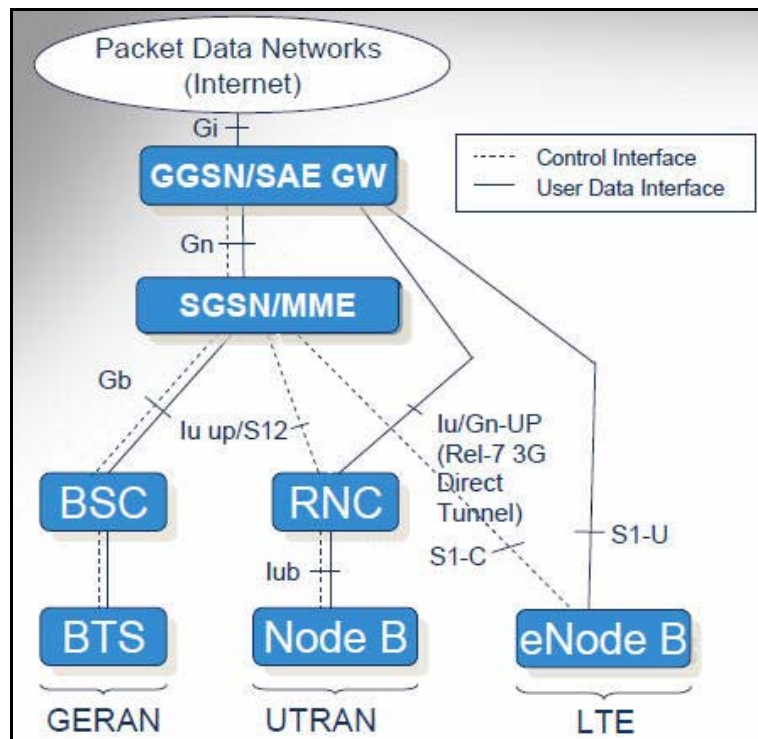 Packet Data Networks
(Internet)
Gi
GGSN/SAE GW
Control Interface
User Data Interface
Gn
SGSN/MME
Gb
Iu up/S12
Iu/Gn-UP
(Rel-7 3G
Direct
Tunnel)
BSC
RNC
S1-C
S1-U
Iub
BTS
Node B
eNode B
GERAN
UTRAN
LTE